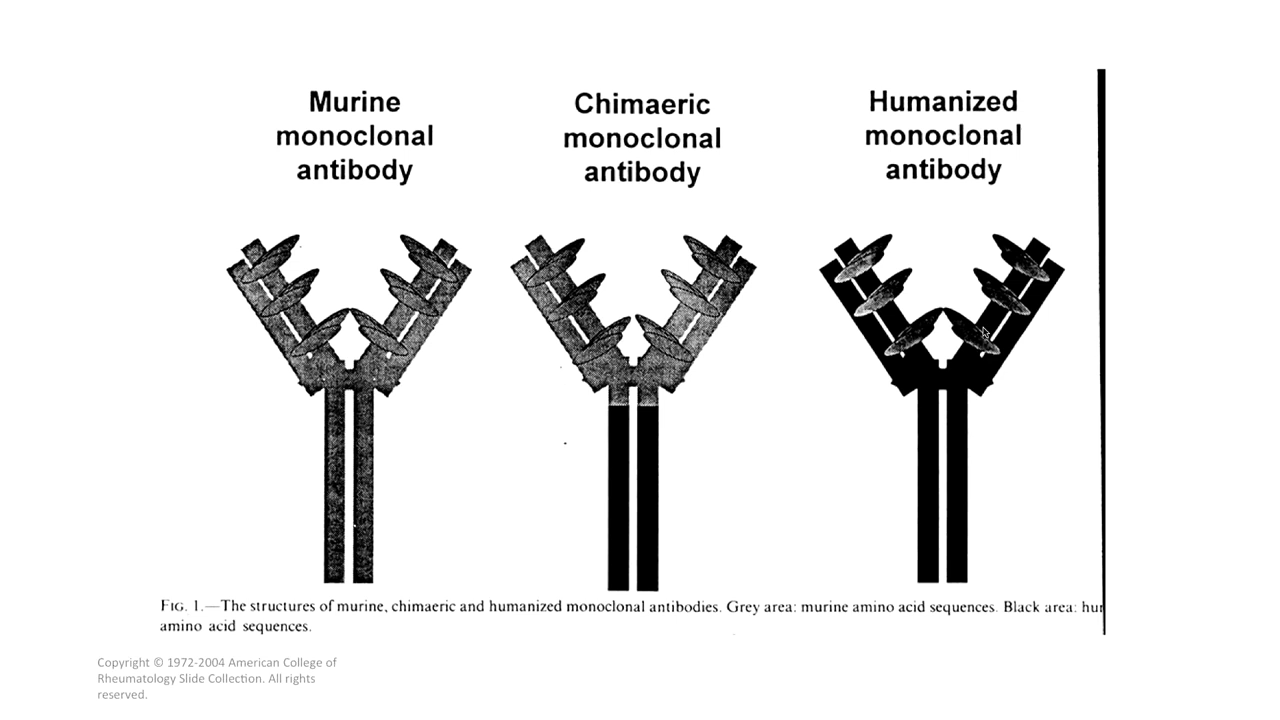 Murine
monoclonal
antibody
Chimaeric
monoclonal
antibody
Humanized
monoclonal
antibody
FIG. 1.—The structures of murine, chimaeric and humanized monoclonal antibodies. Grey area: murine amino acid sequences. Black area:
amino acid sequences.
Copyright © 1972-2004 American College of
Rheumatology Slide Collection. All rights
reserved.